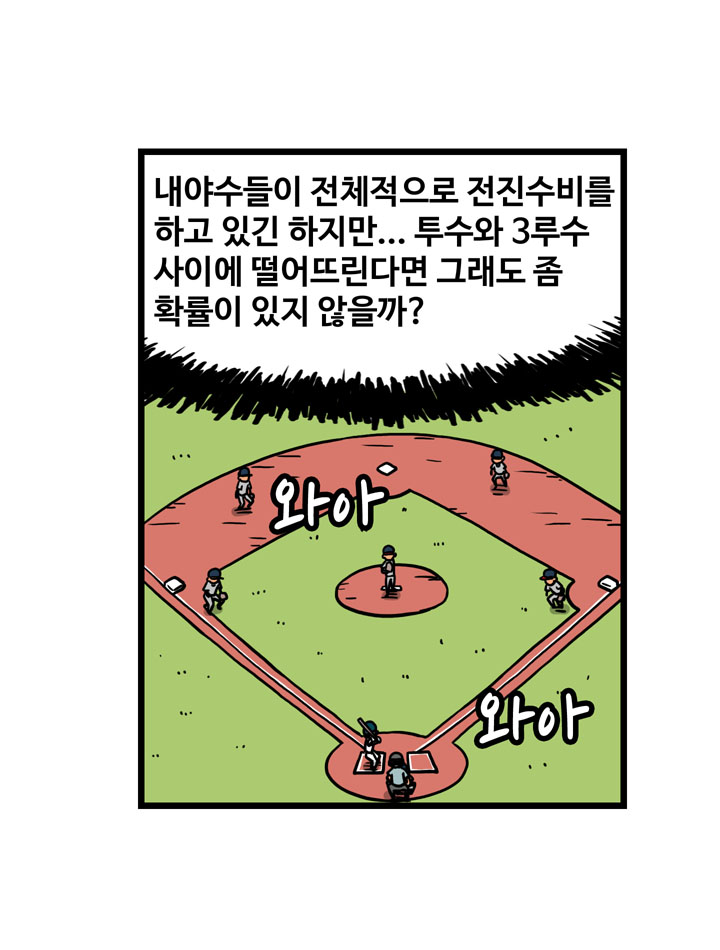 내야수들이 전체적으로 전진수비를
하고 있긴 하지만... 투수와 3루수
사이에 떨어뜨린다면 그래도 좀
확률이 있지 않을까?
와아
와아